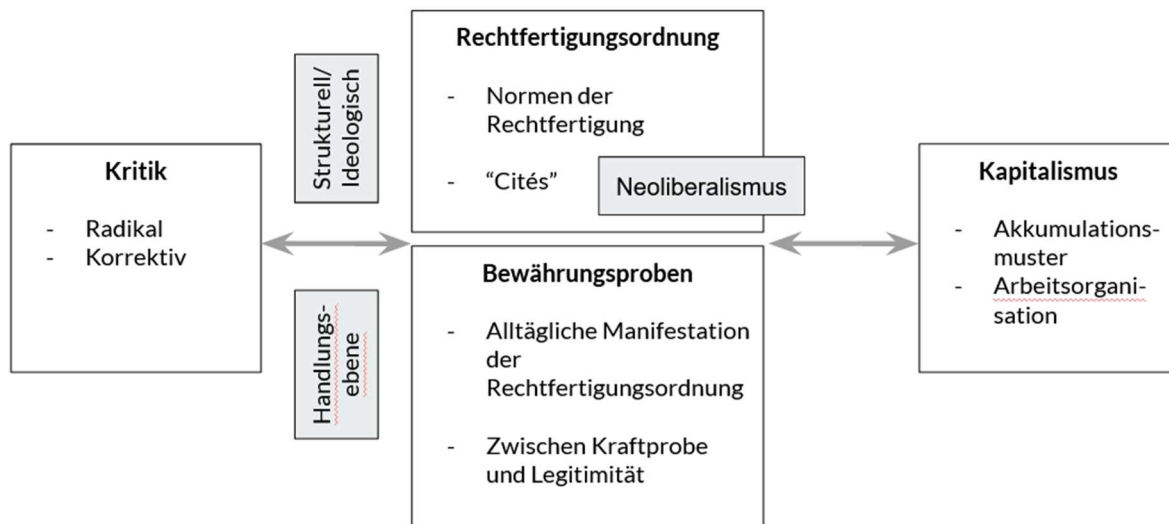 Kritik
- Radikal
- Korrektiv
Strukturell/
Ideologisch
Handlungs-
ebene
Rechtfertigungsordnung
- Normen der
Rechtfertigung
- “Cités”
Neoliberalismus
Bewährungsproben
- Alltägliche Manifestation
der
Rechtfertigungsordnung
- Zwischen Kraftprobe
und Legitimität
Kapitalismus
- Akkumulations-
muster
- Arbeitsorgani-
sation